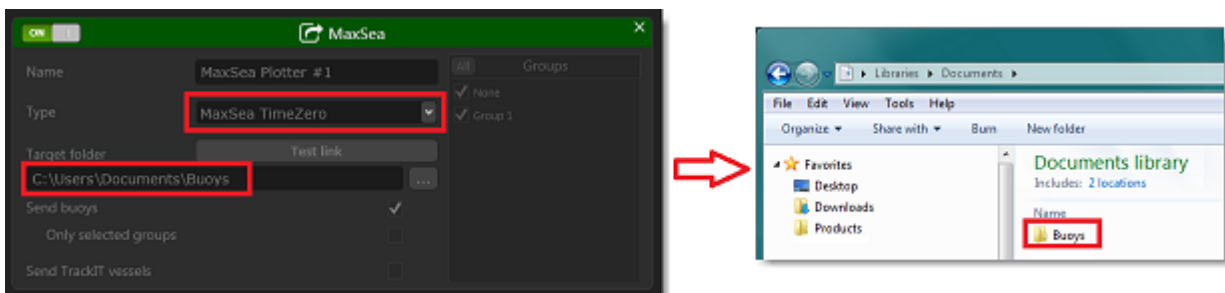 ON MaxSea ×
Name MaxSea Plotter #1 All Groups
None
Type MaxSea TimeZero Group 1
Target folder Test link
C:\Users\Documents\Buoys ...
Send buoys
Only selected groups
Send TrackIT vessels
Libraries Documents
File Edit View Tools Help
Organize Share with Burn New folder
Favorites
Desktop
Downloads
Products
Documents library
Includes: 2 locations
Name
Buoys